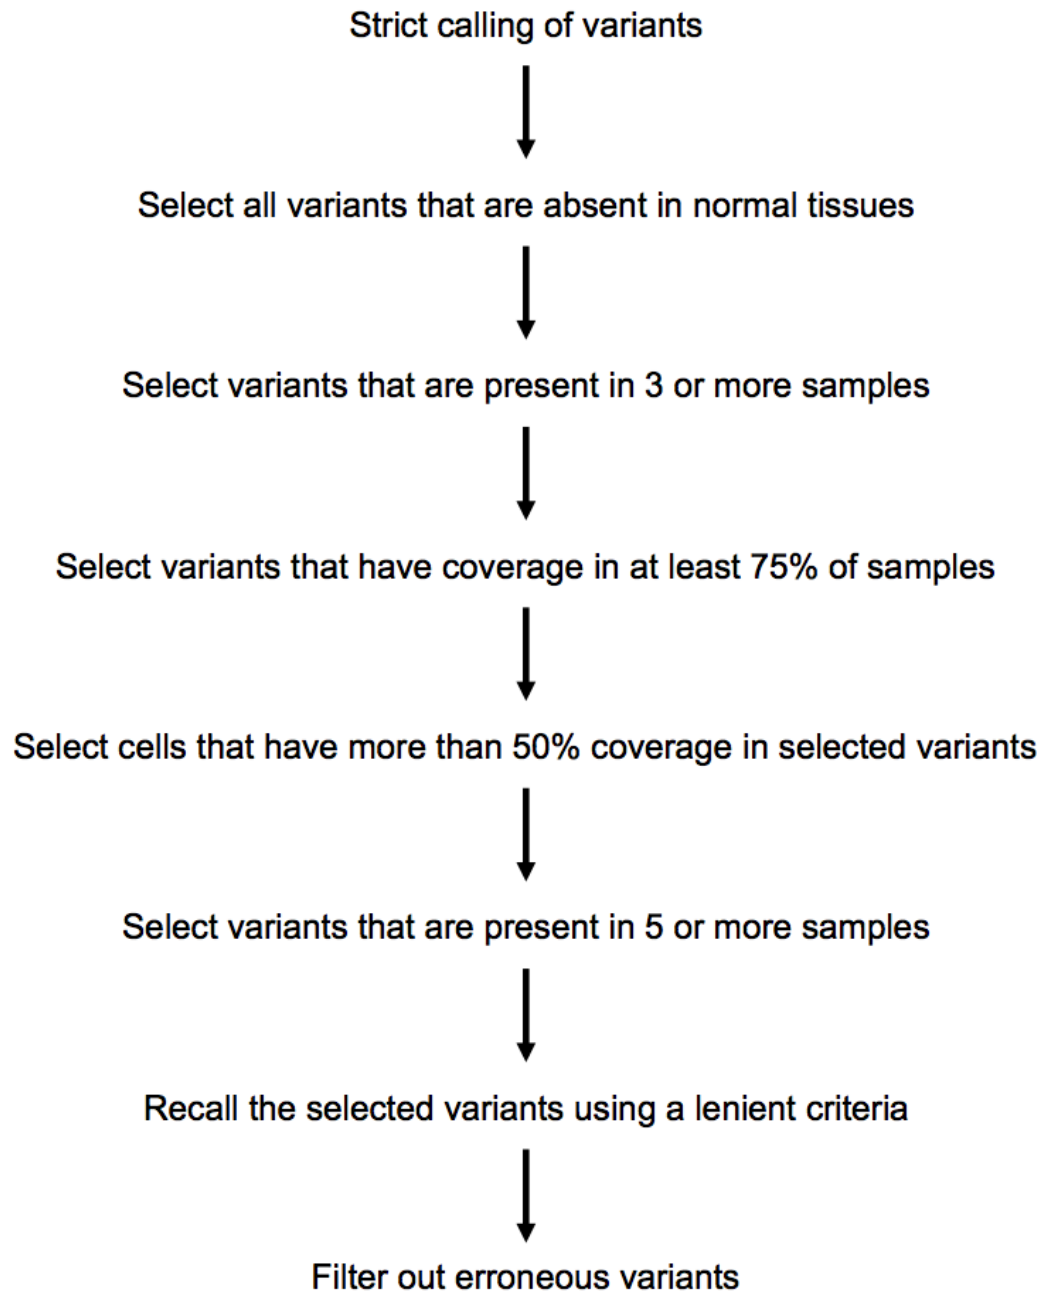 Strict calling of variants
Select all variants that are absent in normal tissues
Select variants that are present in 3 or more samples
Select variants that have coverage in at least 75% of samples
Select cells that have more than 50% coverage in selected variants
Select variants that are present in 5 or more samples
Recall the selected variants using a lenient criteria
Filter out erroneous variants